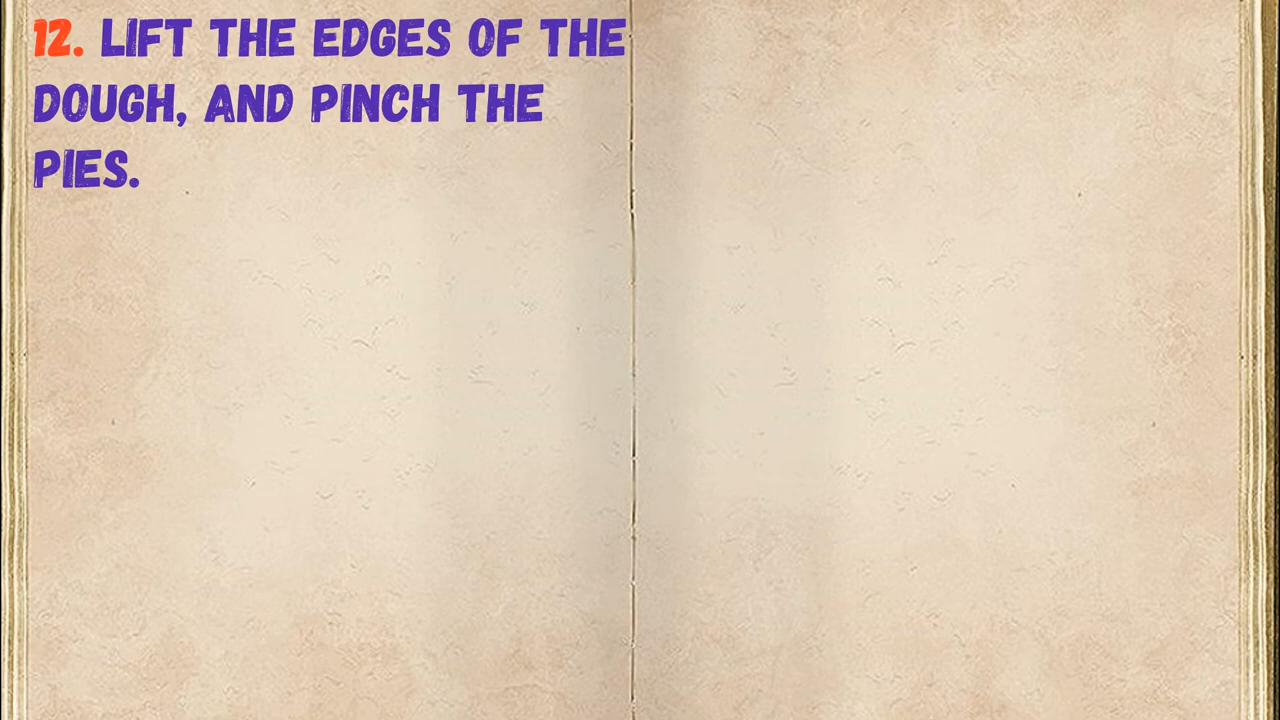 12. LIFT THE EDGES OF THE
DOUGH, AND PINCH THE
PIES.